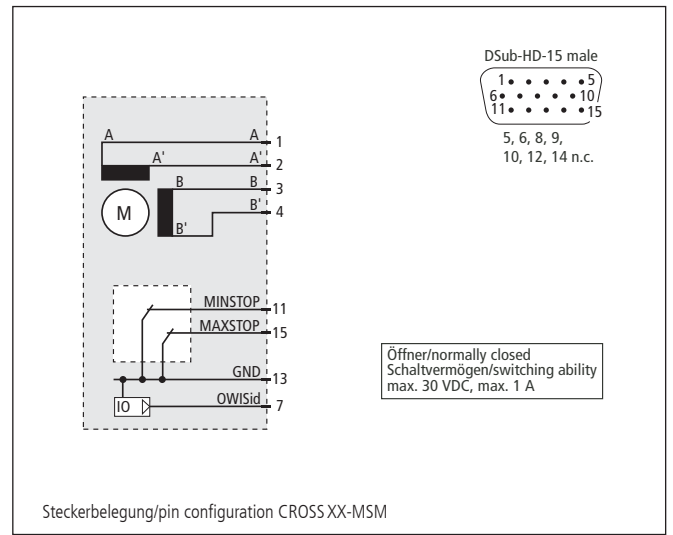 DSub-HD-15 male
1 5
6 10
11 15
5, 6, 8, 9,
10, 12, 14 n.c.
A A 1
A' A' 2
B B 3
M B' 4
B'
MINSTOP 11
MAXSTOP 15
GND 13
IO OWISid 7
Öffner/normally closed
Schaltvermögen/switching ability
max. 30 VDC, max. 1 A
Steckerbelegung/pin configuration CROSS XX-MSM